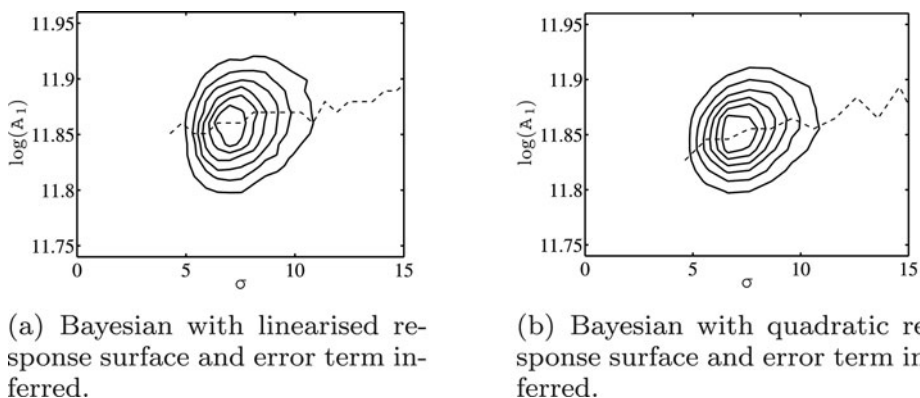 11.95
11.9
11.85
11.8
11.75
log(A₁)
0 5 10 15
σ
(a) Bayesian with linearised re-
sponse surface and error term in-
ferred.
11.95
11.9
11.85
11.8
11.75
log(A₁)
0 5 10 15
σ
(b) Bayesian with quadratic re
sponse surface and error term in
ferred.